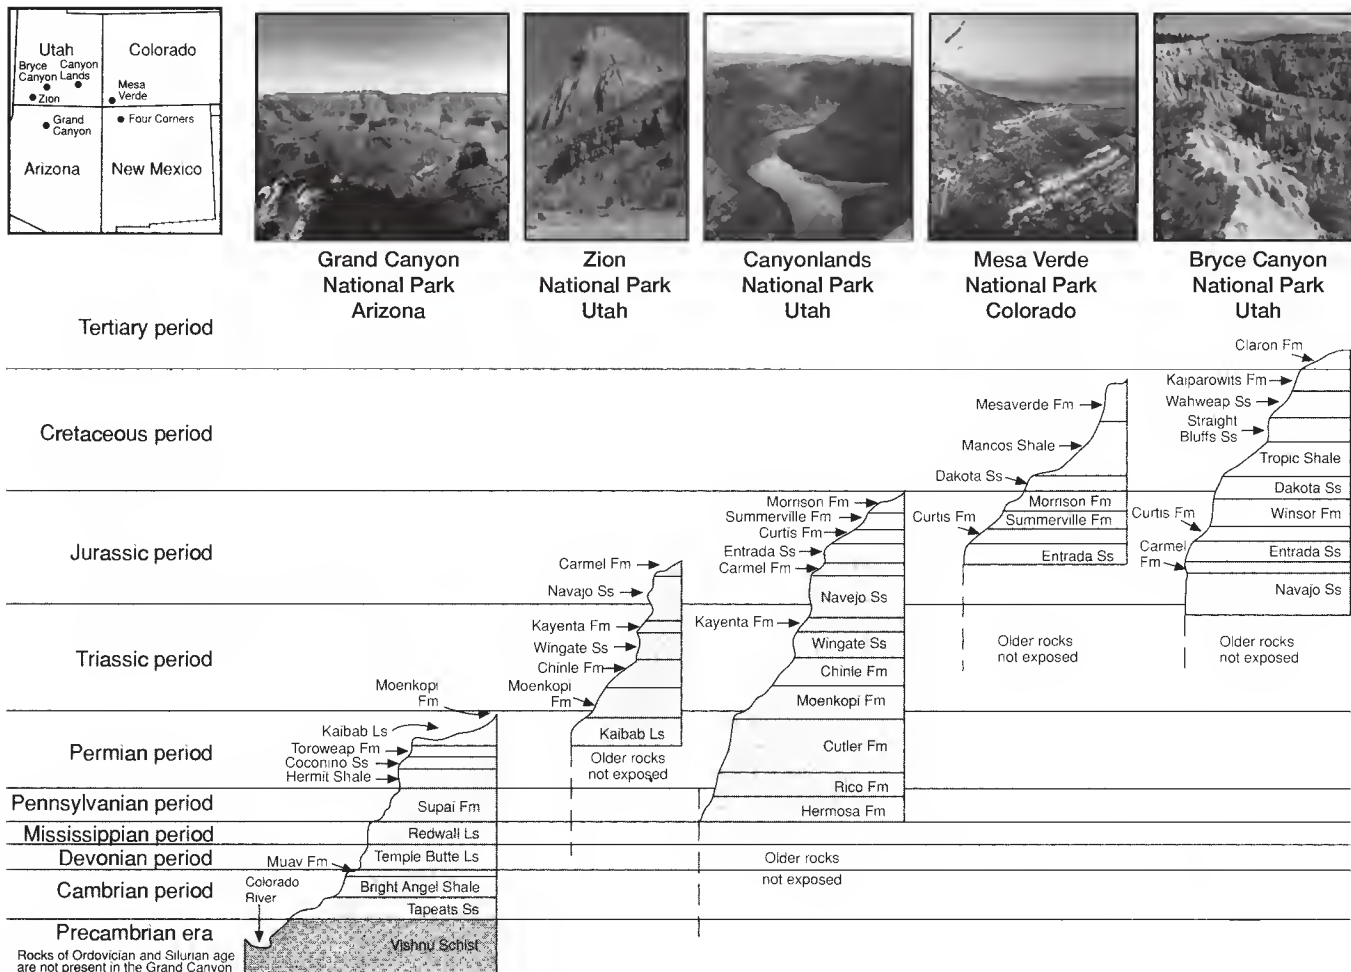 Utah
Colorado
Bryce
Canyon
Canyon
Lands
Zion
Mesa
Verde
Grand
Canyon
Four Corners
Arizona
New Mexico
Grand Canyon
National Park
Arizona
Zion
National Park
Utah
Canyonlands
National Park
Utah
Mesa Verde
National Park
Colorado
Bryce Canyon
National Park
Utah
Tertiary period
Cretaceous period
Jurassic period
Triassic period
Permian period
Pennsylvanian period
Mississippian period
Devonian period
Cambrian period
Precambrian era
Rocks of Ordovician and Silurian age
are not present in the Grand Canyon
Moenkopi
Fm
Kaibab Ls
Toroweap Fm
Coconino Ss
Hermit Shale
Supai Fm
Redwall Ls
Temple Butte Ls
Muav Fm
Bright Angel Shale
Tapeats Ss
Colorado
River
Vishnu Schist
Carmel Fm
Navajo Ss
Kayenta Fm
Wingate Ss
Chinle Fm
Moenkopi
Fm
Kaibab Ls
Older rocks
not exposed
Morrison Fm
Summerville Fm
Curtis Fm
Entrada Ss
Carmel Fm
Navejo Ss
Kayenta Fm
Wingate Ss
Chinle Fm
Moenkopi Fm
Cutler Fm
Rico Fm
Hermosa Fm
Older rocks
not exposed
Mesaverde Fm
Mancos Shale
Dakota Ss
Morrison Fm
Curtis Fm
Summerville Fm
Entrada Ss
Older rocks
not exposed
Claron Fm
Kaiparowits Fm
Wahweap Ss
Straight
Bluffs Ss
Tropic Shale
Dakota Ss
Winsor Fm
Curtis Fm
Entrada Ss
Carmel
Fm
Navajo Ss
Older rocks
not exposed